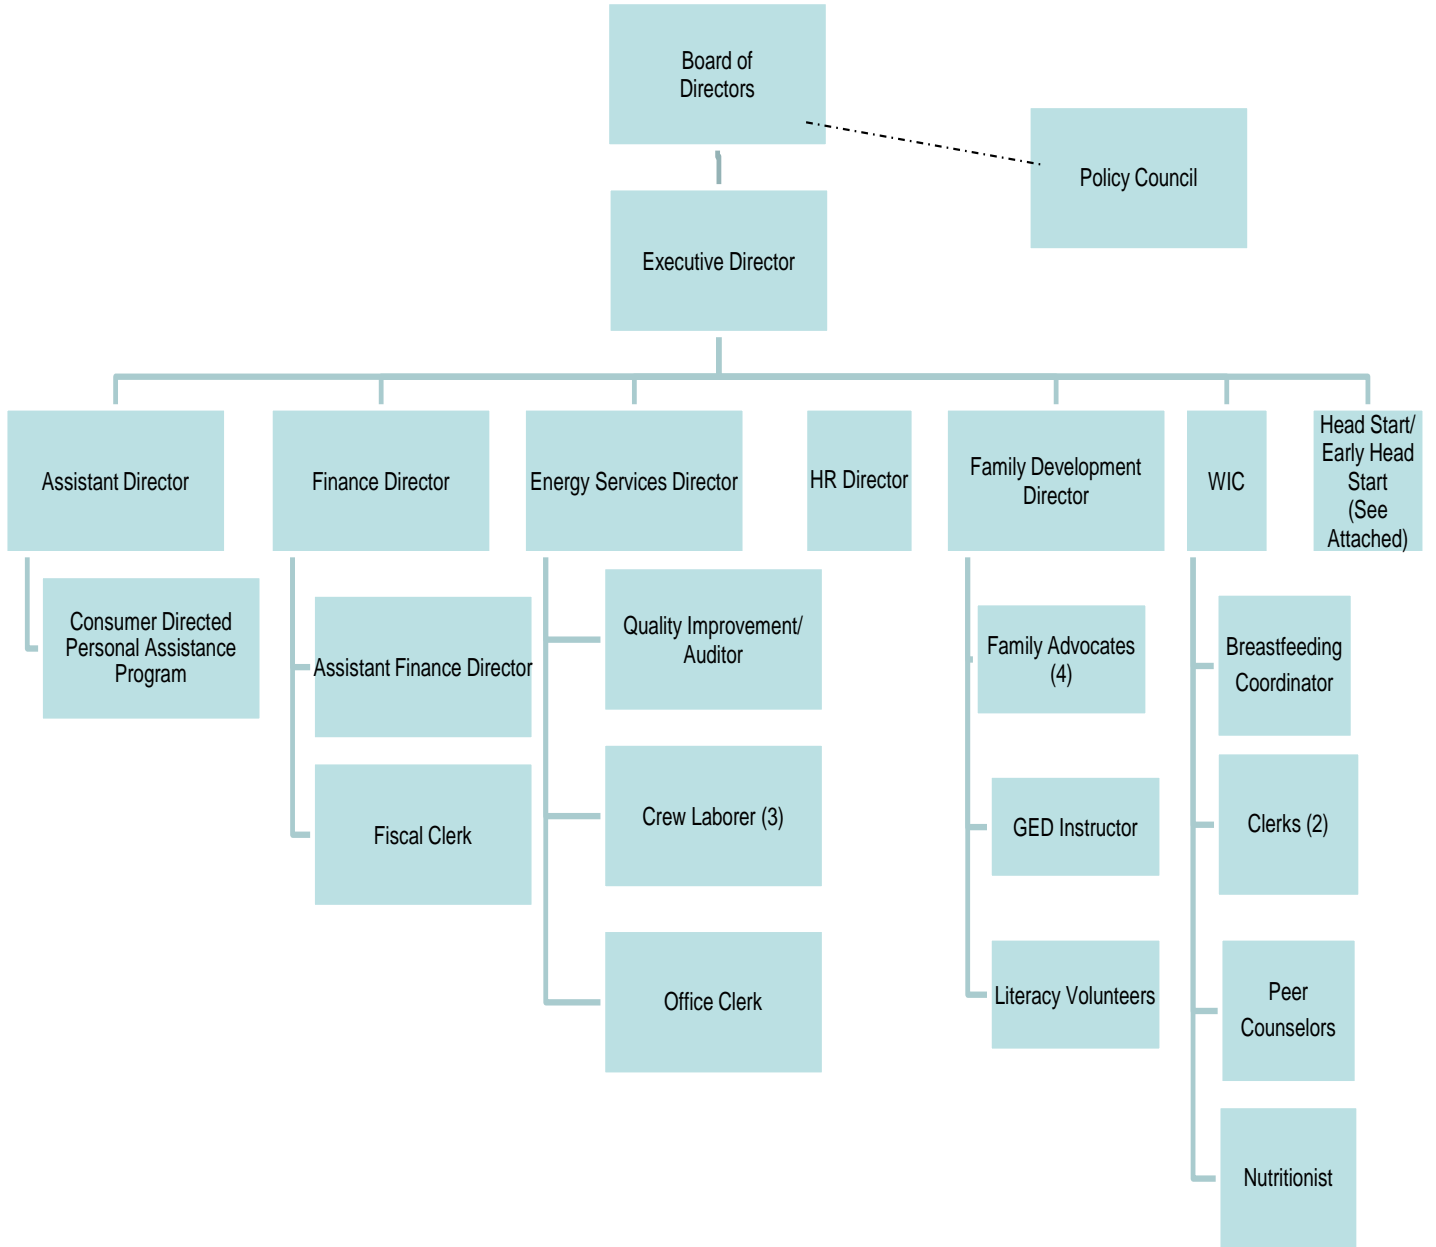 Board of
Directors
Policy Council
Executive Director
Assistant Director
Finance Director
Energy Services Director
HR Director
Family Development
Director
WIC
Head Start/
Early Head
Start
(See
Attached)
Consumer Directed
Personal Assistance
Program
Assistant Finance Director
Fiscal Clerk
Quality Improvement/
Auditor
Crew Laborer (3)
Office Clerk
Family Advocates
(4)
GED Instructor
Literacy Volunteers
Breastfeeding
Coordinator
Clerks (2)
Peer
Counselors
Nutritionist